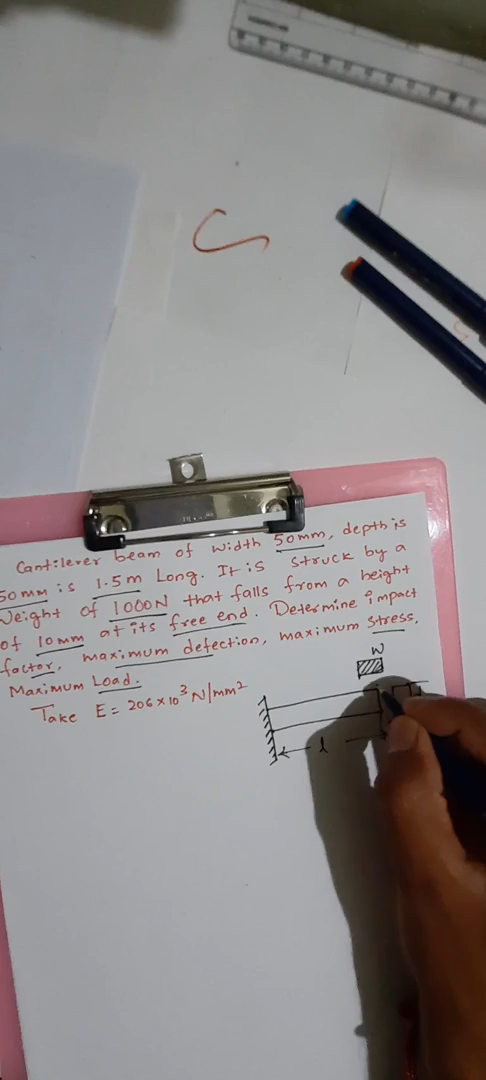 Cantilever beam of width 50mm, depth is
50mm is 1.5m Long. It is struck by a
Weight of 1000N that falls from a height
of 10mm at its free end. Determine impact
factor, maximum defection, maximum stress,
Maximum Load.
Take E = 206×10³ N/mm²
W
l